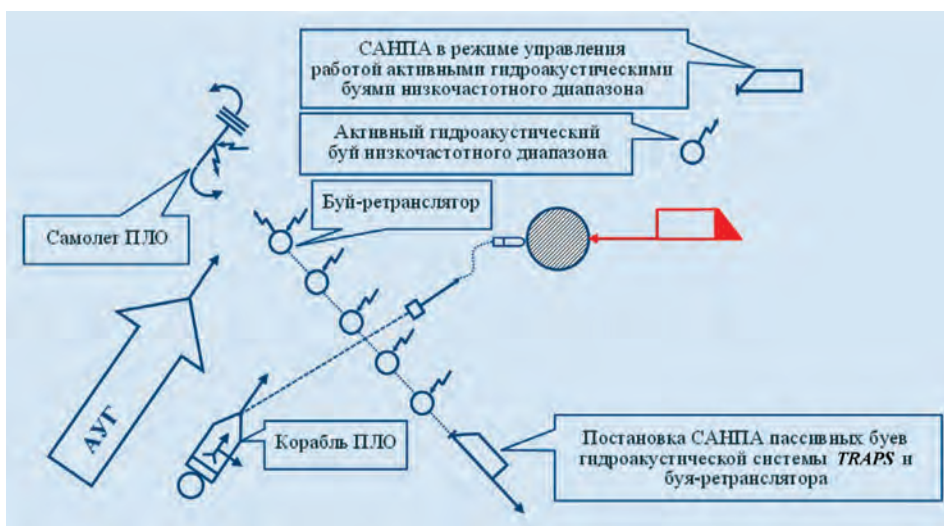 САНПА в режиме управления
работой активными гидроакустическими
буями низкочастотного диапазона
Активный гидроакустический
буй низкочастотного диапазона
Буй-ретранслятор
Самолет ПЛО
АУГ
Корабль ПЛО
Постановка САНПА пассивных буев
гидроакустической системы TRAPS и
буя-ретранслятора